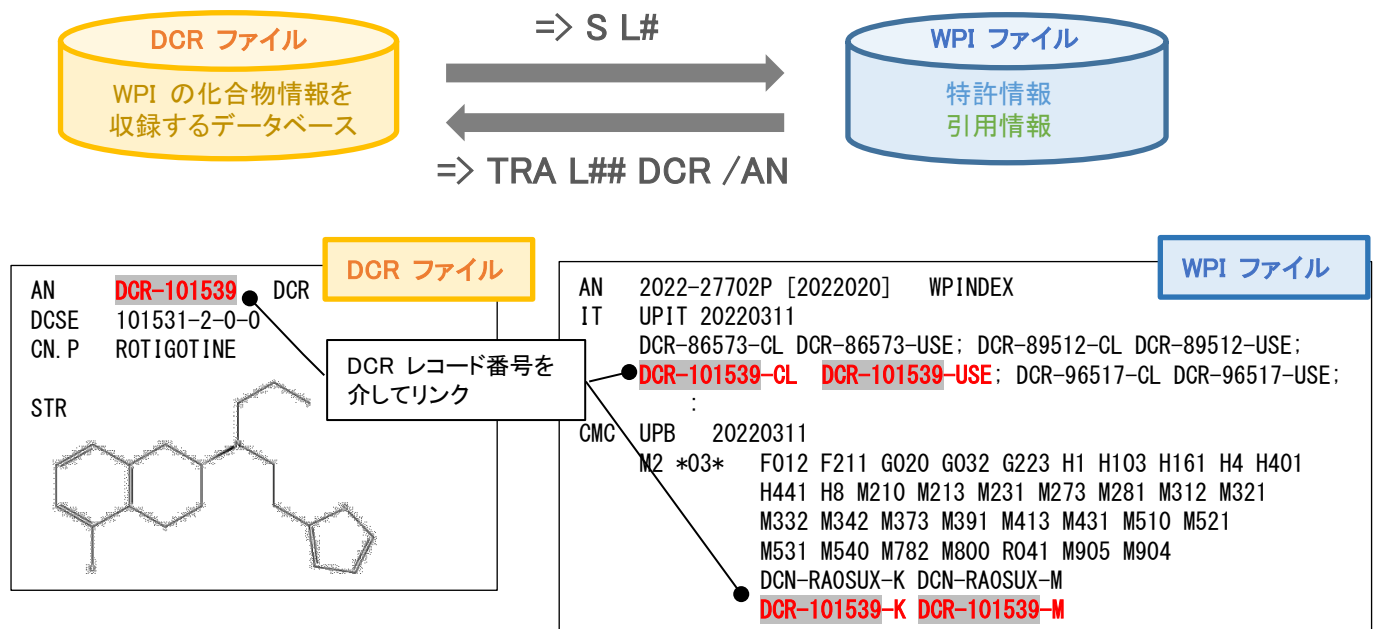 DCR ファイル
WPI の化合物情報を
収録するデータベース
=> S L#
=> TRA L## DCR /AN
WPI ファイル
特許情報
引用情報
DCR ファイル
AN DCR-101539 DCR
DCSE 101531-2-0-0
CN.P ROTIGOTINE
STR
DCR レコード番号を
介してリンク
WPI ファイル
AN 2022-27702P [2022020] WPINDEX
IT UPIT 20220311
DCR-86573-CL DCR-86573-USE; DCR-89512-CL DCR-89512-USE;
DCR-101539-CL DCR-101539-USE; DCR-96517-CL DCR-96517-USE;
:
CMC UPB 20220311
M2 *03* F012 F211 G020 G032 G223 H1 H103 H161 H4 H401
H441 H8 M210 M213 M231 M273 M281 M312 M321
M332 M342 M373 M391 M413 M431 M510 M521
M531 M540 M782 M800 R041 M905 M904
DCN-RA0SUX-K DCN-RA0SUX-M
DCR-101539-K DCR-101539-M